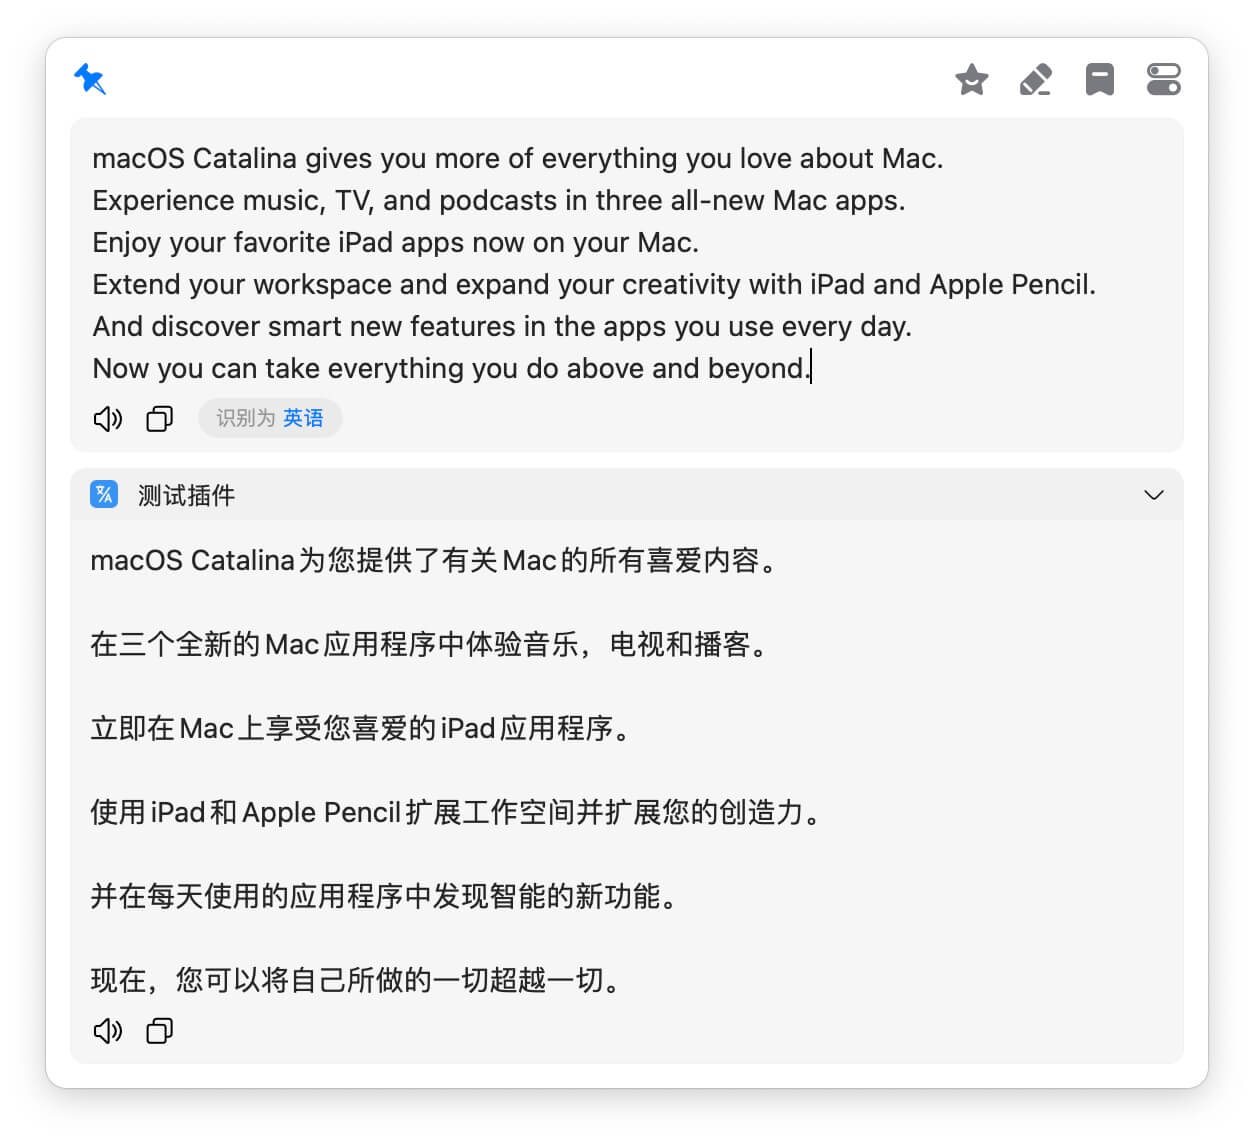 macOS Catalina gives you more of everything you love about Mac.
Experience music, TV, and podcasts in three all-new Mac apps.
Enjoy your favorite iPad apps now on your Mac.
Extend your workspace and expand your creativity with iPad and Apple Pencil.
And discover smart new features in the apps you use every day.
Now you can take everything you do above and beyond.
识别为 英语
测试插件
macOS Catalina为您提供了有关Mac的所有喜爱内容。
在三个全新的Mac应用程序中体验音乐，电视和播客。
立即在Mac上享受您喜爱的iPad应用程序。
使用iPad和Apple Pencil扩展工作空间并扩展您的创造力。
并在每天使用的应用程序中发现智能的新功能。
现在，您可以将自己所做的一切超越一切。